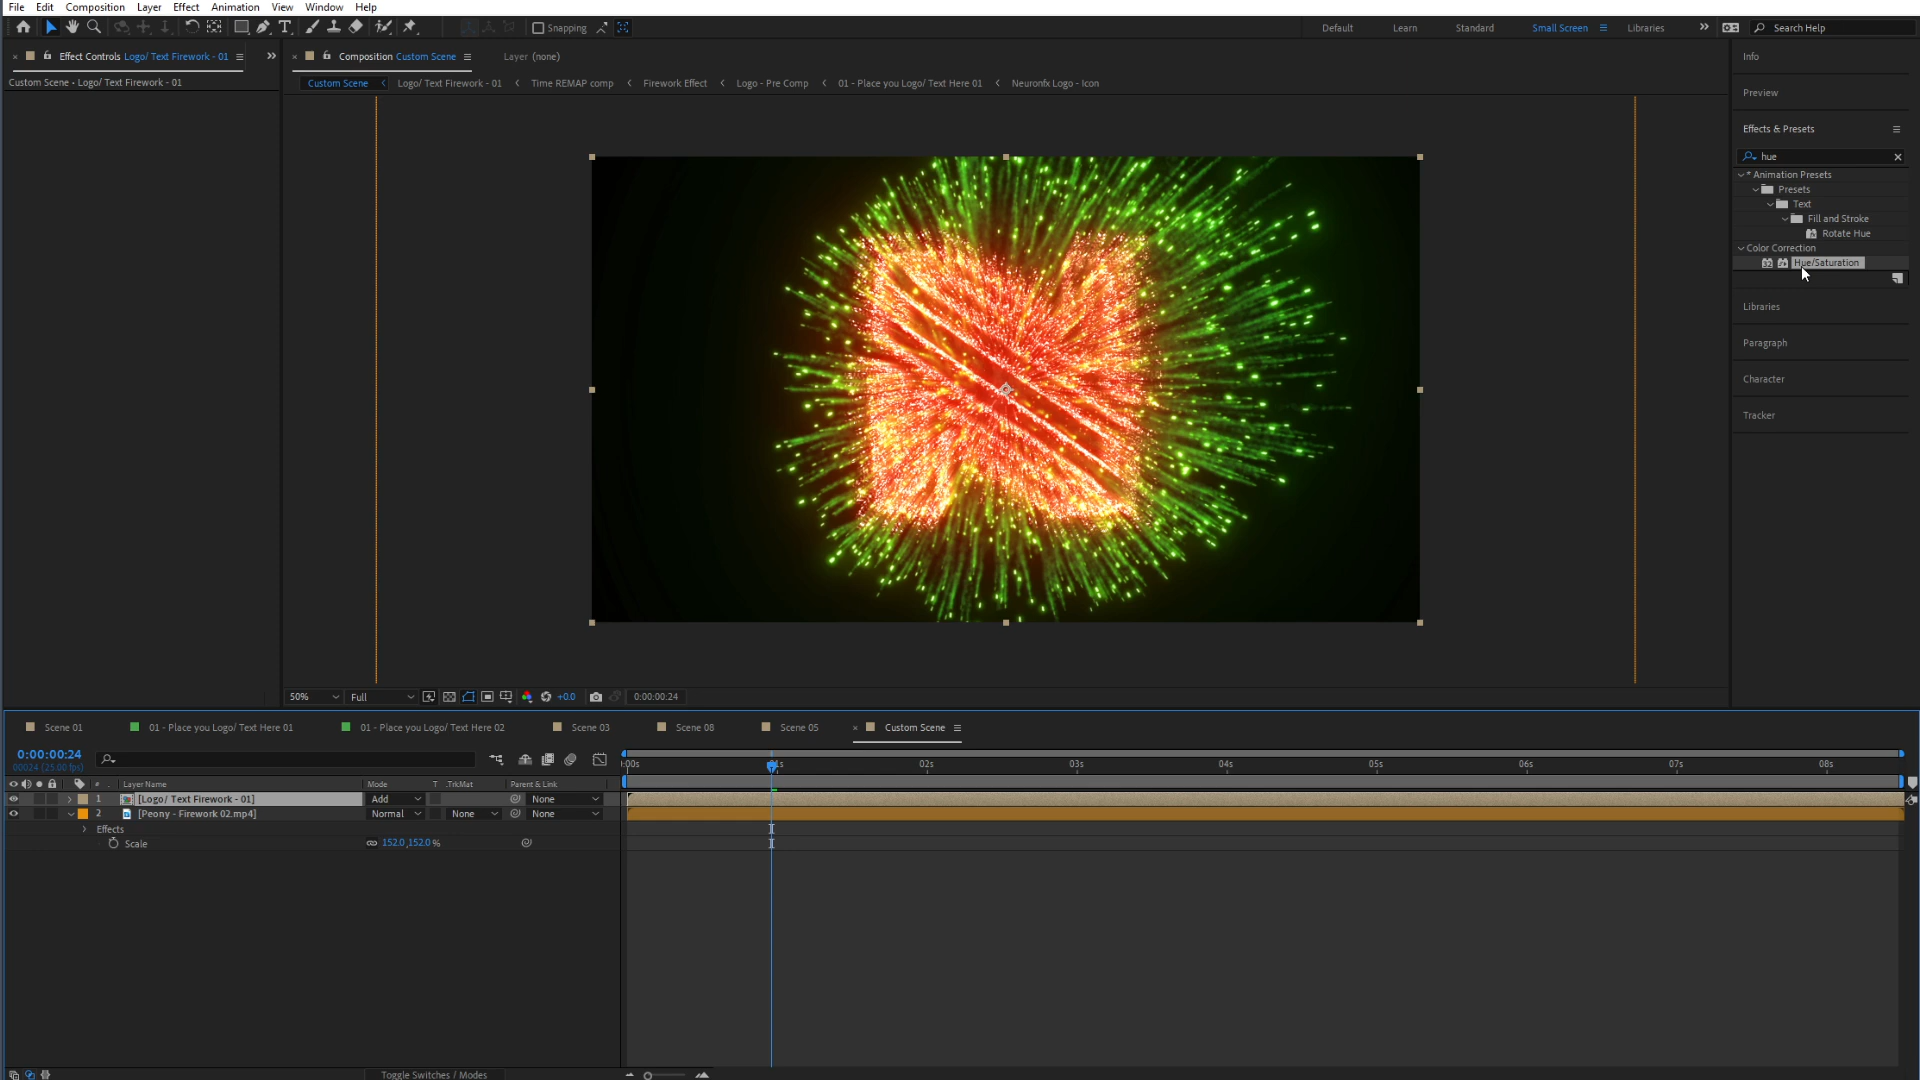 File Edit Composition Layer Effect Animation View Window Help
Snapping
Default Learn Standard Small Screen Libraries Search Help
Effect Controls Logo/ Text Firework - 01
Composition Custom Scene
Layer (none)
Info
Custom Scene • Logo/ Text Firework - 01
Custom Scene Logo/ Text Firework - 01 Time REMAP comp Firework Effect Logo - Pre Comp 01 - Place you Logo/ Text Here 01 Neuronfx Logo - Icon
Preview
Effects & Presets
hue
* Animation Presets
Presets
Text
Fill and Stroke
Rotate Hue
Color Correction
Hue/Saturation
Libraries
Paragraph
Character
Tracker
50% Full +0.0 0:00:00:24
Scene 01 01 - Place you Logo/ Text Here 01 01 - Place you Logo/ Text Here 02 Scene 03 Scene 08 Scene 05 Custom Scene
0:00:00:24
00024 (25.00 fps)
02s 03s 04s 05s 06s 07s 08s
# Layer Name Mode T .TrkMat Parent & Link
1 [Logo/ Text Firework - 01] Add None
2 [Peony - Firework 02.mp4] Normal None None
Effects
Scale 152.0,152.0%
Toggle Switches / Modes